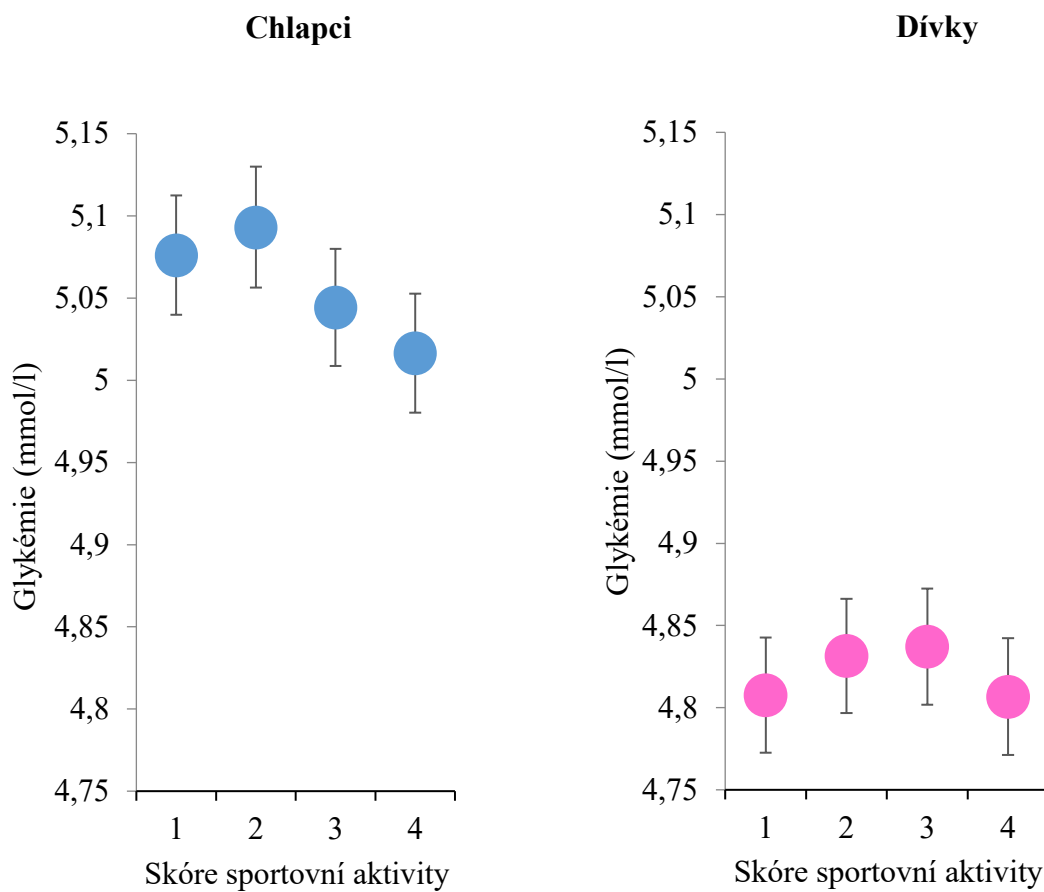 Chlapci
5,15
5,1
5,05
5
4,95
4,9
4,85
4,8
4,75
Glykémie (mmol/l)
1 2 3 4
Skóre sportovní aktivity
Dívky
5,15
5,1
5,05
5
4,95
4,9
4,85
4,8
4,75
Glykémie (mmol/l)
1 2 3 4
Skóre sportovní aktivity